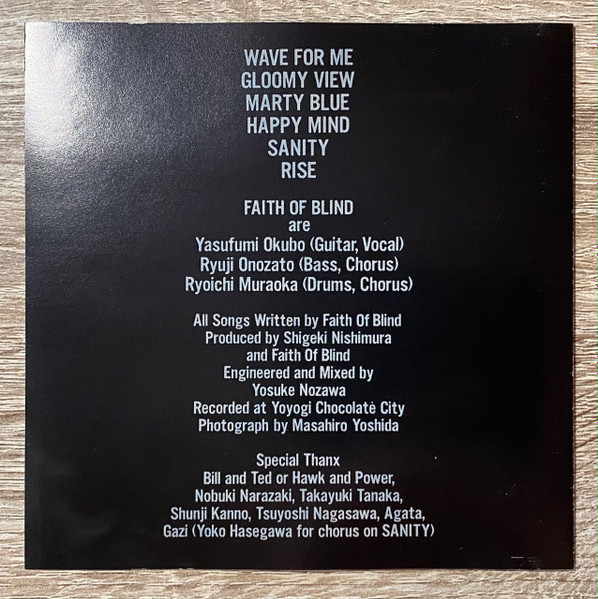 WAVE FOR ME
GLOOMY VIEW
MARTY BLUE
HAPPY MIND
SANITY
RISE
FAITH OF BLIND
are
Yasufumi Okubo (Guitar, Vocal)
Ryuji Onozato (Bass, Chorus)
Ryoichi Muraoka (Drums, Chorus)
All Songs Written by Faith Of Blind
Produced by Shigeki Nishimura
and Faith Of Blind
Engineered and Mixed by
Yosuke Nozawa
Recorded at Yoyogi Chocolatè City
Photograph by Masahiro Yoshida
Special Thanx
Bill and Ted or Hawk and Power,
Nobuki Narazaki, Takayuki Tanaka,
Shunji Kanno, Tsuyoshi Nagasawa, Agata,
Gazi (Yoko Hasegawa for chorus on SANITY)